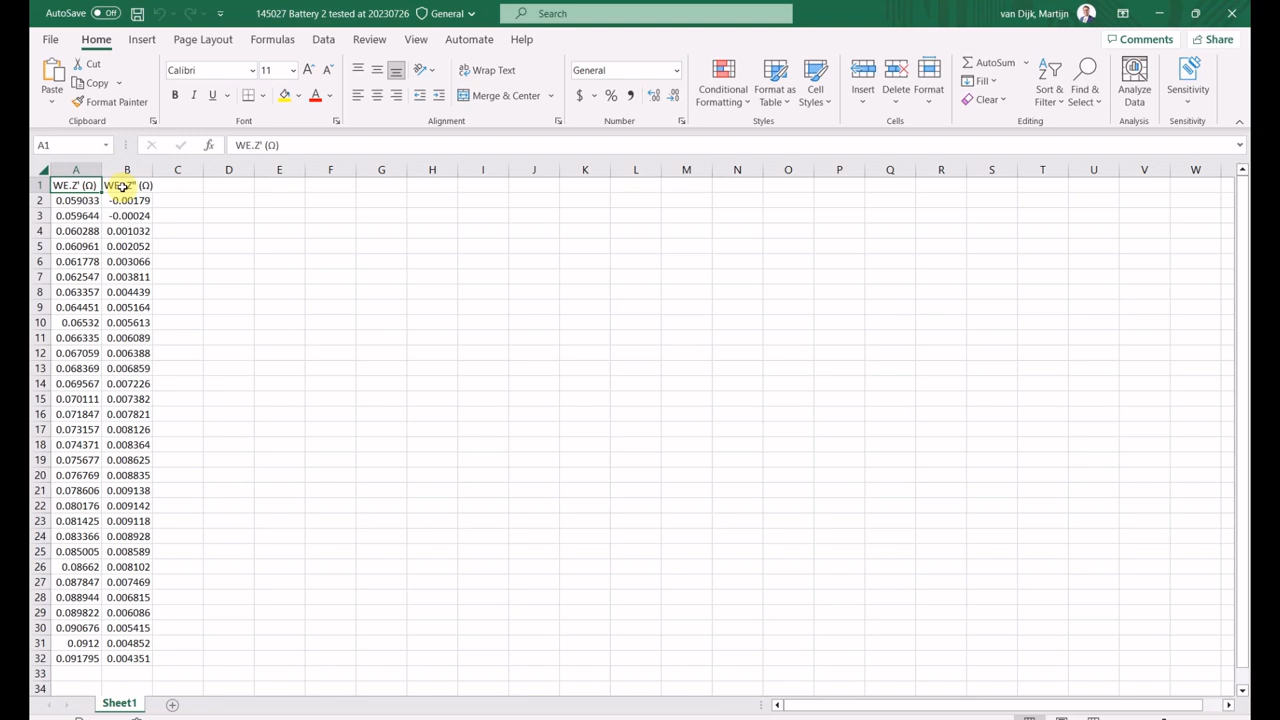 AutoSave Off 145027 Battery 2 tested at 20230726 General Search van Dijk, Martijn
File Home Insert Page Layout Formulas Data Review View Automate Help Comments Share
Paste Cut Copy Format Painter Clipboard
Calibri 11 A A B I U A Font
Wrap Text Merge & Center Alignment
General $ % , Number
Conditional Formatting Format as Table Cell Styles Styles
Insert Delete Format Cells
AutoSum Fill Clear Sort & Filter Find & Select Editing
Analyze Data Analysis
Sensitivity Sensitivity
A1 fx WE.Z' (Ω)
A B C D E F G H I J K L M N O P Q R S T U V W
1 WE.Z' (Ω) WE.Z'' (Ω)
2 0.059033 -0.00179
3 0.059644 -0.00024
4 0.060288 0.001032
5 0.060961 0.002052
6 0.061778 0.003066
7 0.062547 0.003811
8 0.063357 0.004439
9 0.064451 0.005164
10 0.06532 0.005613
11 0.066335 0.006089
12 0.067059 0.006388
13 0.068369 0.006859
14 0.069567 0.007226
15 0.070111 0.007382
16 0.071847 0.007821
17 0.073157 0.008126
18 0.074371 0.008364
19 0.075677 0.008625
20 0.076769 0.008835
21 0.078606 0.009138
22 0.080176 0.009142
23 0.081425 0.009118
24 0.083366 0.008928
25 0.085005 0.008589
26 0.08662 0.008102
27 0.087847 0.007469
28 0.088944 0.006815
29 0.089822 0.006086
30 0.090676 0.005415
31 0.0912 0.004852
32 0.091795 0.004351
33
34
Sheet1